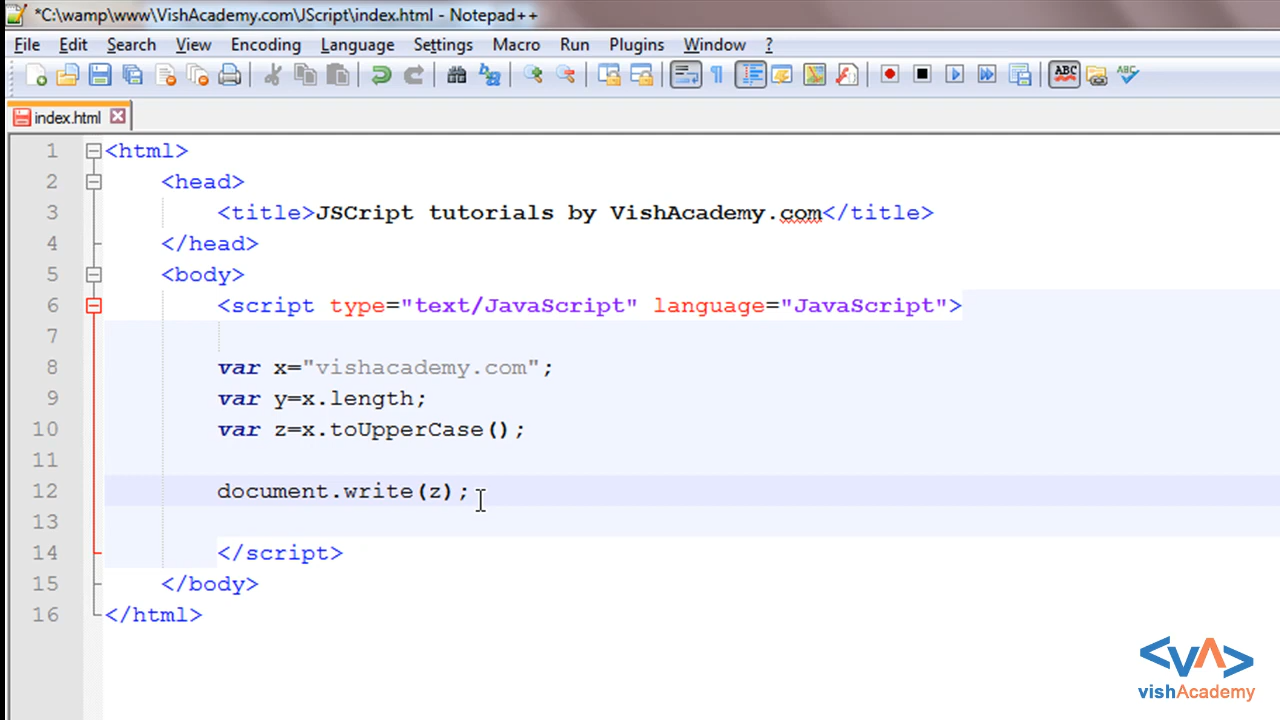 *C:\wamp\www\VishAcademy.com\JScript\index.html - Notepad++
File Edit Search View Encoding Language Settings Macro Run Plugins Window ?
ABC ABC
index.html
1 <html>
2 <head>
3 <title>JSCript tutorials by VishAcademy.com</title>
4 </head>
5 <body>
6 <script type="text/JavaScript" language="JavaScript">
7
8 var x="vishacademy.com";
9 var y=x.length;
10 var z=x.toUpperCase();
11
12 document.write(z);
13
14 </script>
15 </body>
16 </html>
<VA>
vishAcademy